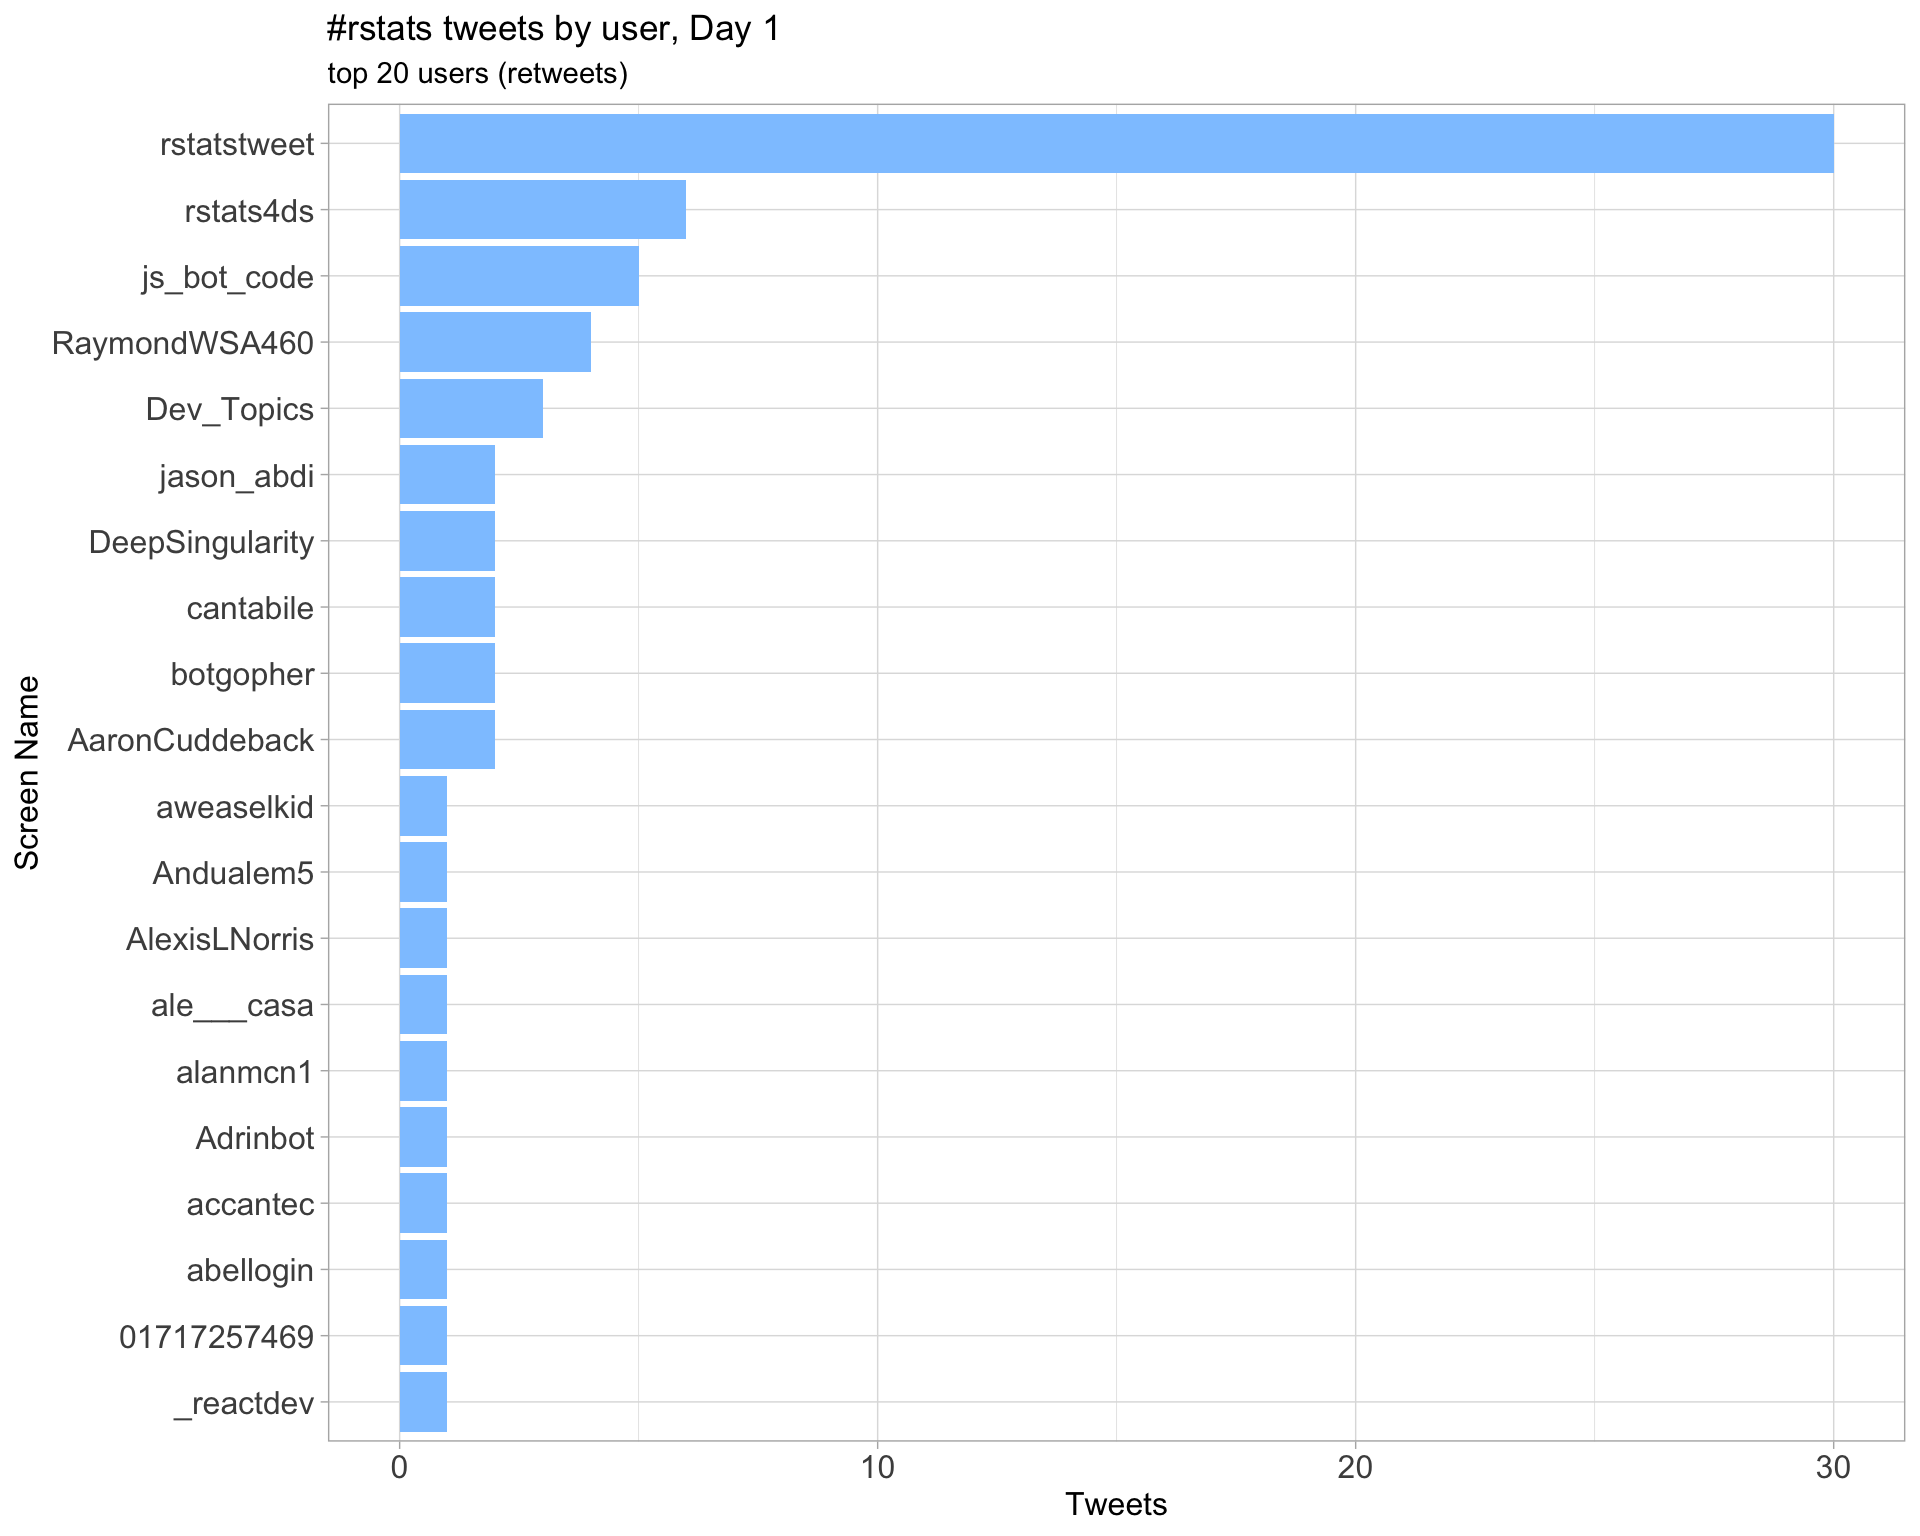 #rstats tweets by user, Day 1
top 20 users (retweets)
rstatstweet
rstats4ds
js_bot_code
RaymondWSA460
Dev_Topics
jason_abdi
DeepSingularity
cantabile
botgopher
AaronCuddeback
aweaselkid
Andualem5
AlexisLNorris
ale___casa
alanmcn1
Adrinbot
accantec
abellogin
01717257469
_reactdev
Screen Name
0 10 20 30
Tweets